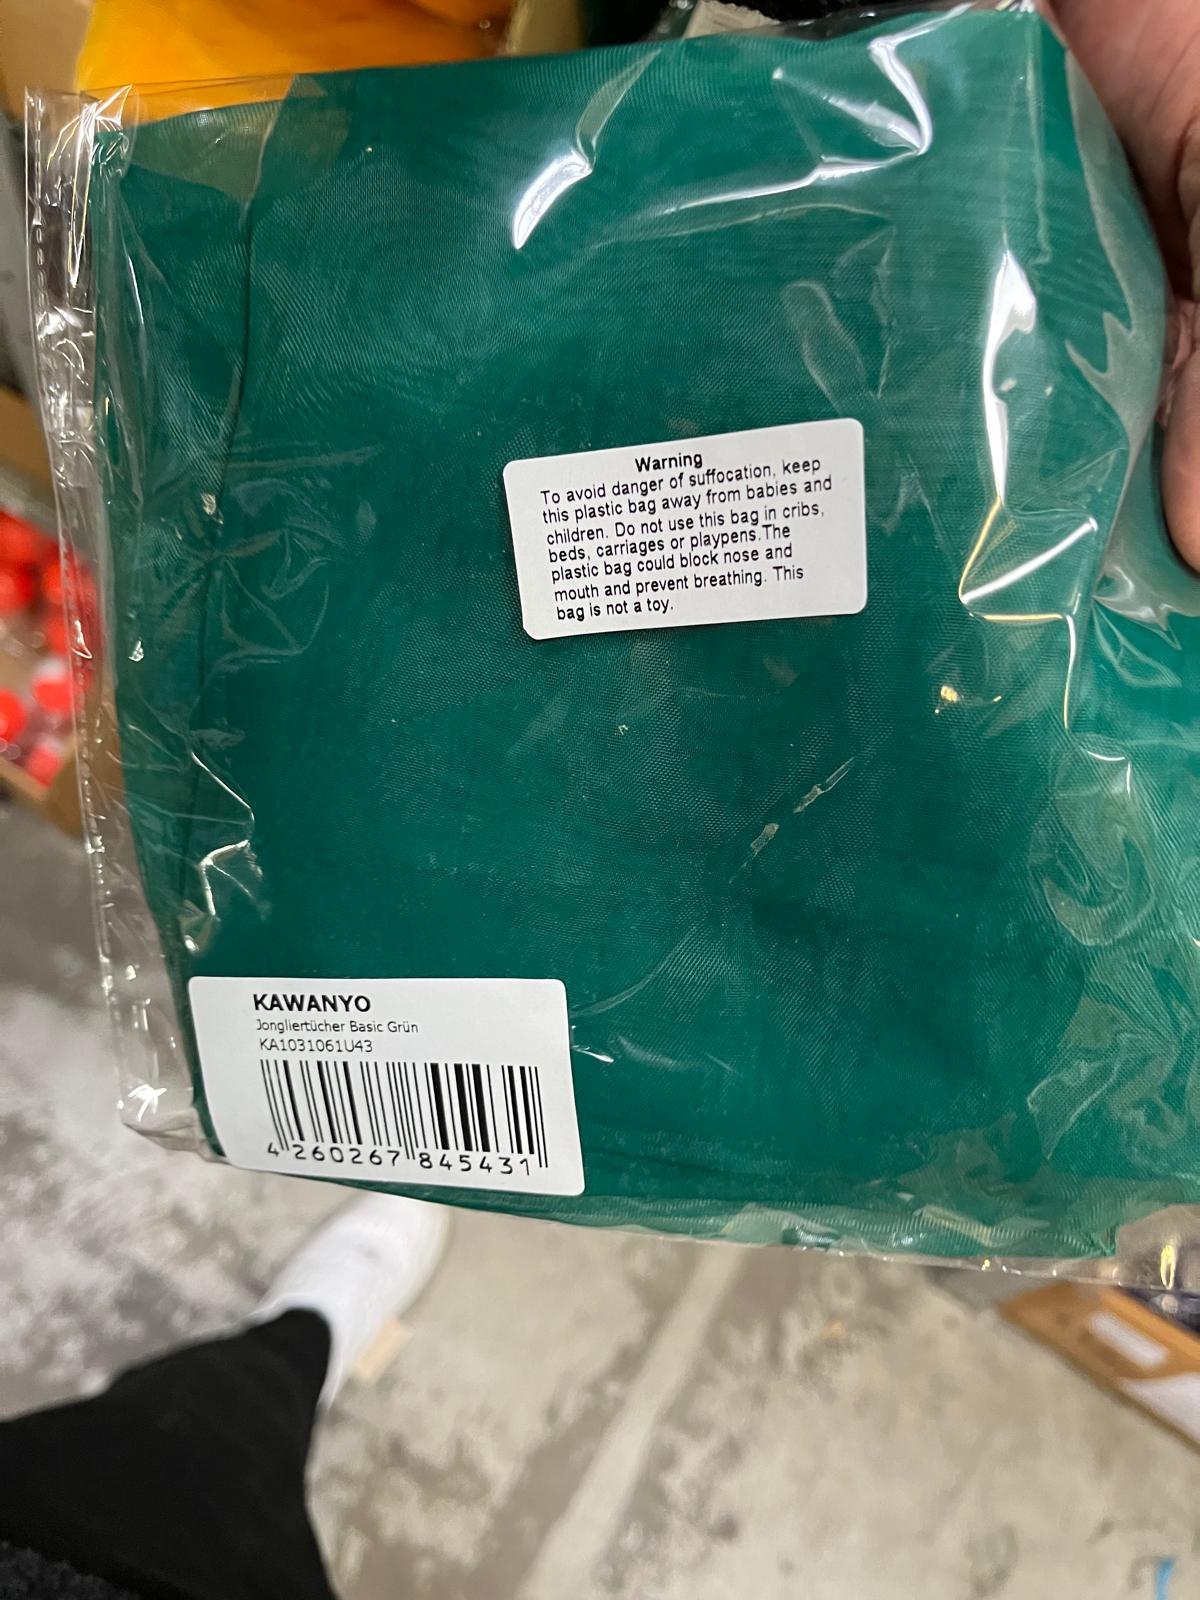 Warning
To avoid danger of suffocation, keep
this plastic bag away from babies and
children. Do not use this bag in cribs,
beds, carriages or playpens.The
plastic bag could block nose and
mouth and prevent breathing. This
bag is not a toy.
KAWANYO
Jongliertücher Basic Grün
KA1031061U43
4 260267 845431